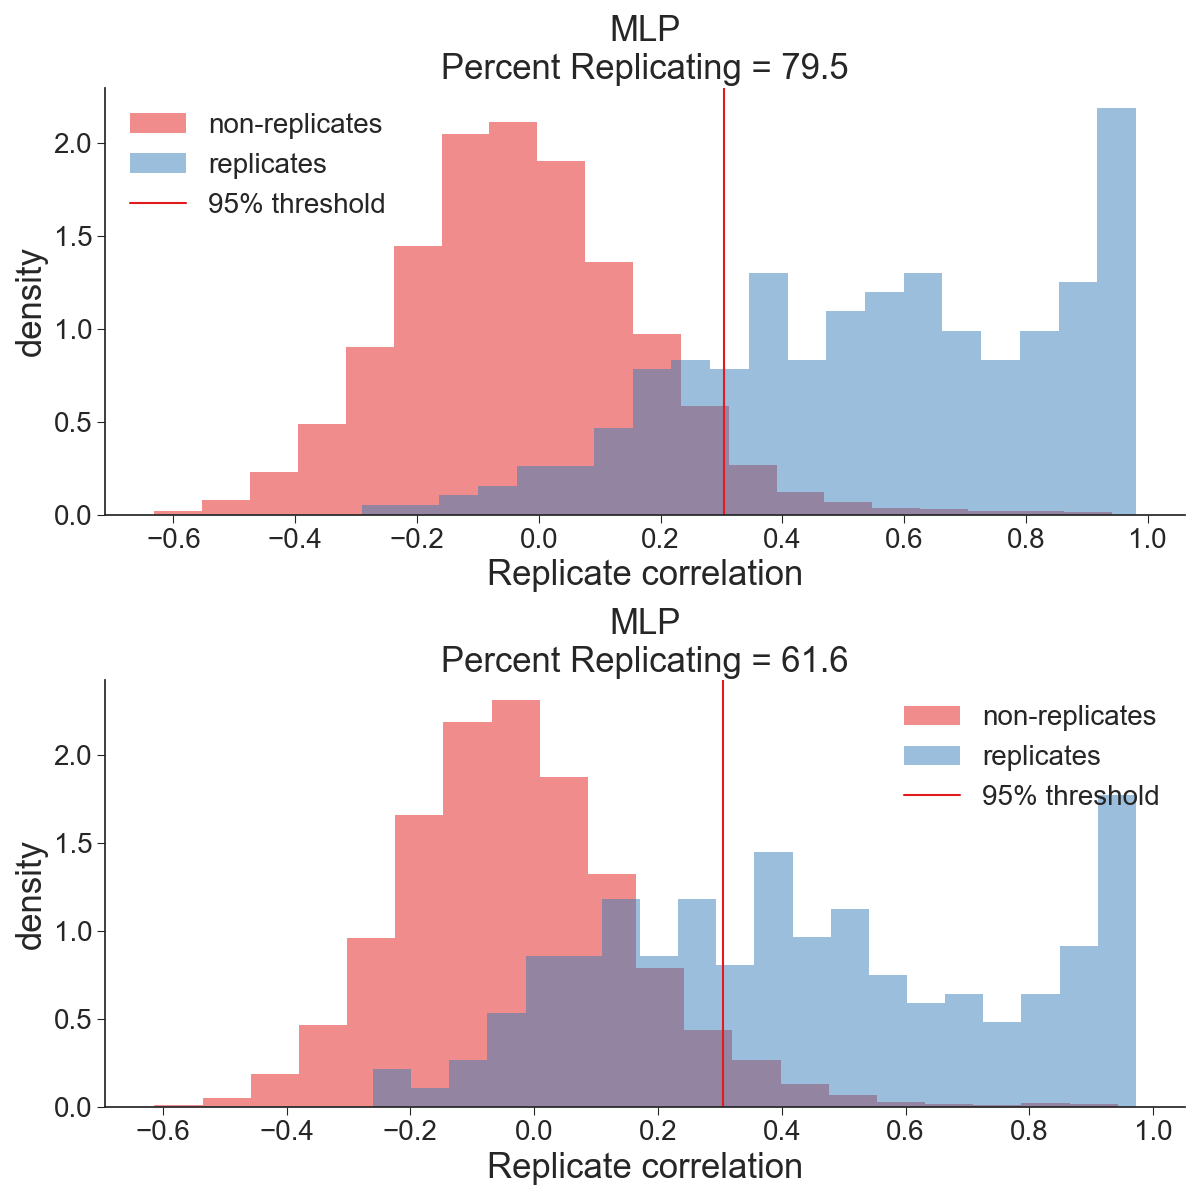 MLP
Percent Replicating = 79.5
non-replicates
replicates
95% threshold
density
2.0
1.5
1.0
0.5
0.0
−0.6 −0.4 −0.2 0.0 0.2 0.4 0.6 0.8 1.0
Replicate correlation
MLP
Percent Replicating = 61.6
non-replicates
replicates
95% threshold
density
2.0
1.5
1.0
0.5
0.0
−0.6 −0.4 −0.2 0.0 0.2 0.4 0.6 0.8 1.0
Replicate correlation